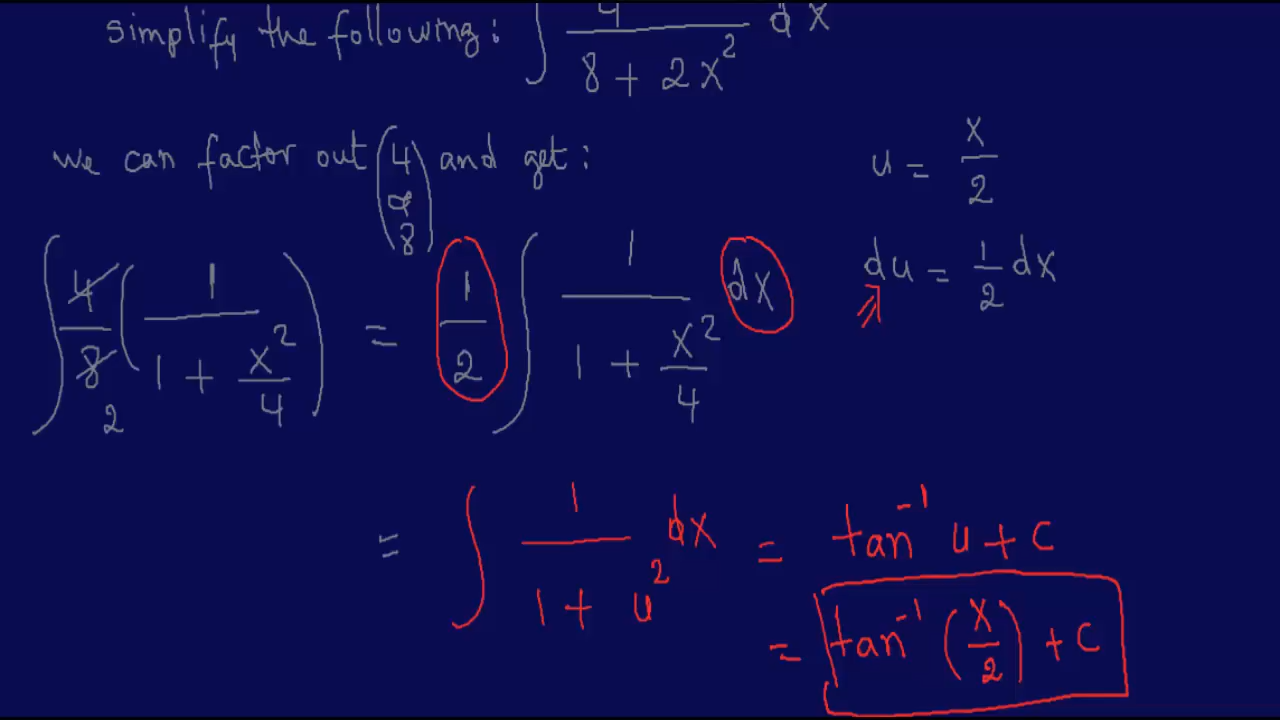 simplify the following: ∫ 4/(8 + 2x²) dx
we can factor out (4 & 8) and get:
u = x/2
du = 1/2 dx
∫ 4/8 2 (1/(1 + x²/4)) = 1/2 ∫ 1/(1 + x²/4) dx
= ∫ 1/(1 + u²) dx = tan⁻¹ u + c
= tan⁻¹ (x/2) + c